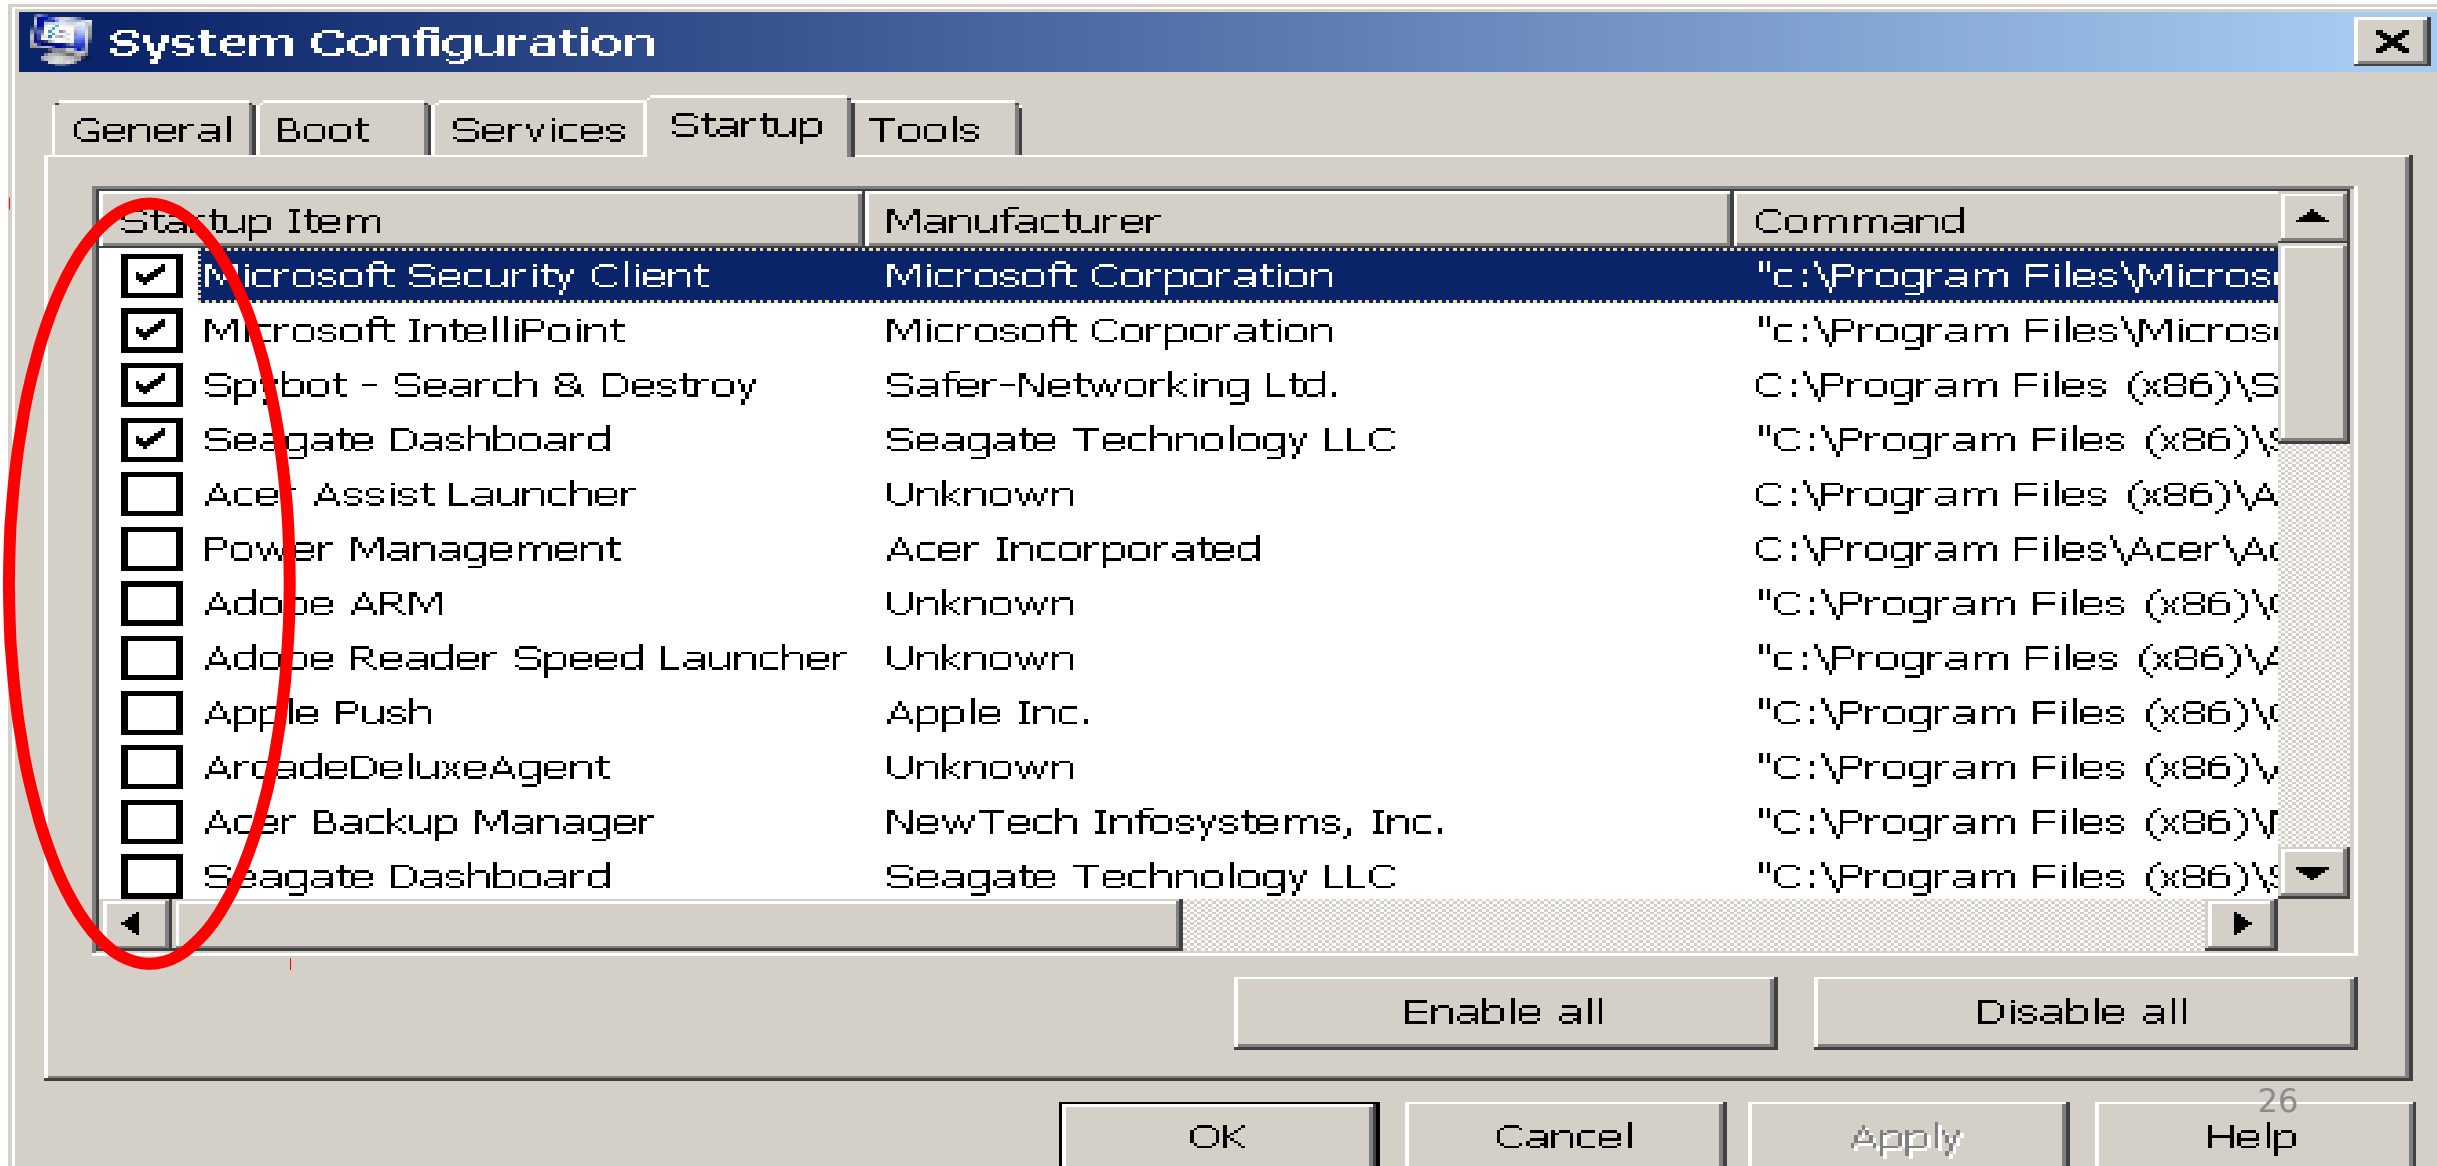 System Configuration
General Boot Services Startup Tools
Startup Item Manufacturer Command
Microsoft Security Client Microsoft Corporation "c:\Program Files\Micros
Microsoft IntelliPoint Microsoft Corporation "c:\Program Files\Micros
Spybot - Search & Destroy Safer-Networking Ltd. C:\Program Files (x86)\S
Seagate Dashboard Seagate Technology LLC "C:\Program Files (x86)\S
Acer Assist Launcher Unknown C:\Program Files (x86)\A
Power Management Acer Incorporated C:\Program Files\Acer\Ac
Adobe ARM Unknown "C:\Program Files (x86)\
Adobe Reader Speed Launcher Unknown "c:\Program Files (x86)\A
Apple Push Apple Inc. "C:\Program Files (x86)\
ArcadeDeluxeAgent Unknown "C:\Program Files (x86)\
Acer Backup Manager NewTech Infosystems, Inc. "C:\Program Files (x86)\
Seagate Dashboard Seagate Technology LLC "C:\Program Files (x86)\S
Enable all Disable all
26
OK Cancel Apply Help